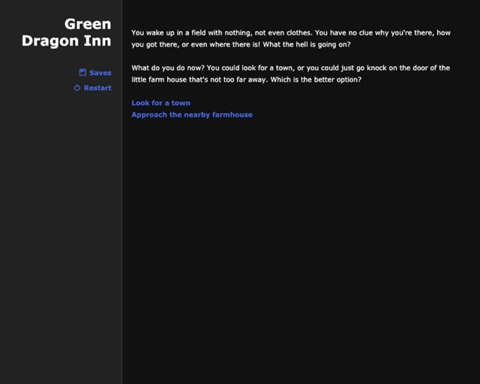 Green
Dragon Inn
Saves
Restart
You wake up in a field with nothing, not even clothes. You have no clue why you're there, how
you got there, or even where there is! What the hell is going on?
What do you do now? You could look for a town, or you could just go knock on the door of the
little farm house that's not too far away. Which is the better option?
Look for a town
Approach the nearby farmhouse